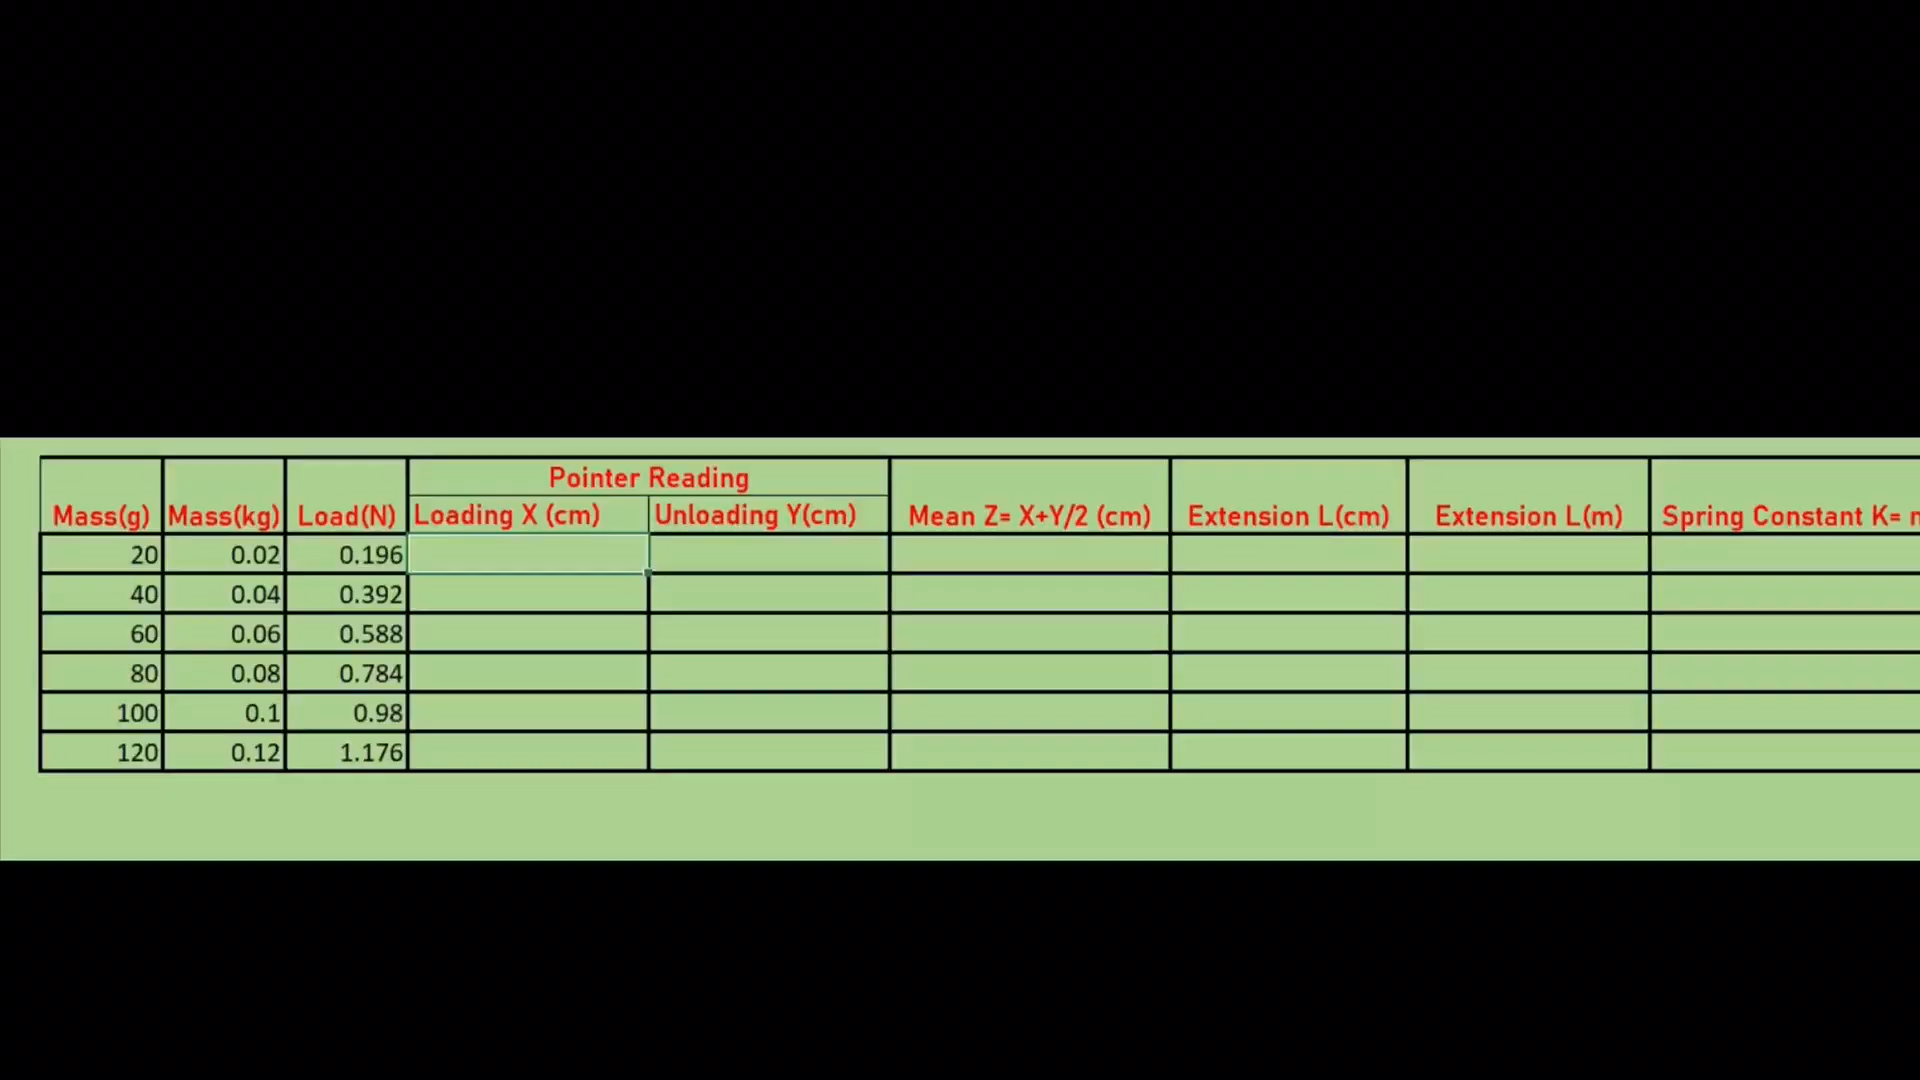 Pointer Reading
Mass(g) Mass(kg) Load(N) Loading X (cm) Unloading Y(cm) Mean Z= X+Y/2 (cm) Extension L(cm) Extension L(m) Spring Constant K=
20 0.02 0.196
40 0.04 0.392
60 0.06 0.588
80 0.08 0.784
100 0.1 0.98
120 0.12 1.176